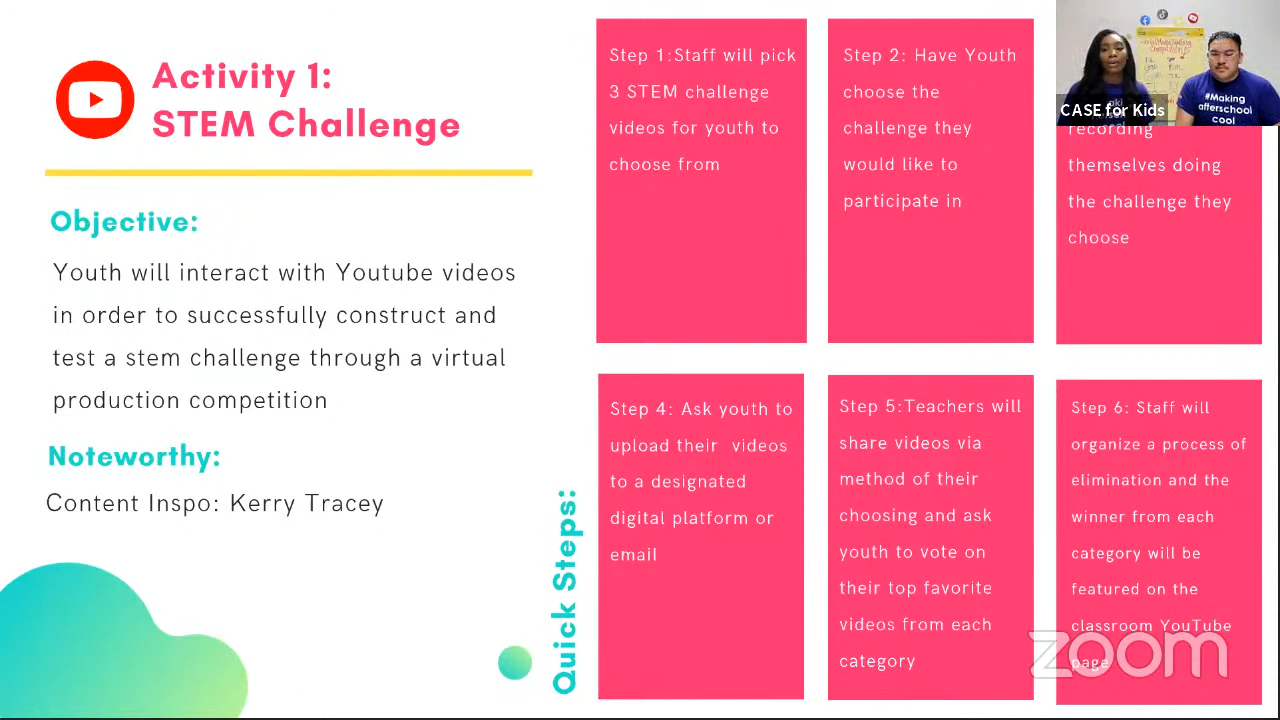 Activity 1:
STEM Challenge
Objective:
Youth will interact with Youtube videos
in order to successfully construct and
test a stem challenge through a virtual
production competition
Noteworthy:
Content Inspo: Kerry Tracey
Quick Steps:
Step 1:Staff will pick
3 STEM challenge
videos for youth to
choose from
Step 2: Have Youth
choose the
challenge they
would like to
participate in
CASE for Kids
#Making
afterschool
cool
recording
themselves doing
the challenge they
choose
Step 4: Ask youth to
upload their videos
to a designated
digital platform or
email
Step 5:Teachers will
share videos via
method of their
choosing and ask
youth to vote on
their top favorite
videos from each
category
Step 6: Staff will
organize a process of
elimination and the
winner from each
category will be
featured on the
classroom YouTube
page
zoom